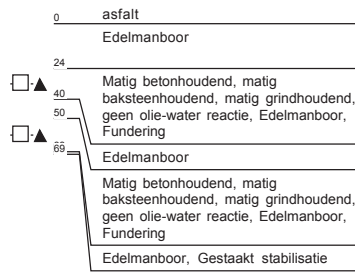 0 asfalt
Edelmanboor
24
Matig betonhoudend, matig
baksteenhoudend, matig grindhoudend,
40
geen olie-water reactie, Edelmanboor,
50
Fundering
69
Edelmanboor
Matig betonhoudend, matig
baksteenhoudend, matig grindhoudend,
geen olie-water reactie, Edelmanboor,
Fundering
Edelmanboor, Gestaakt stabilisatie